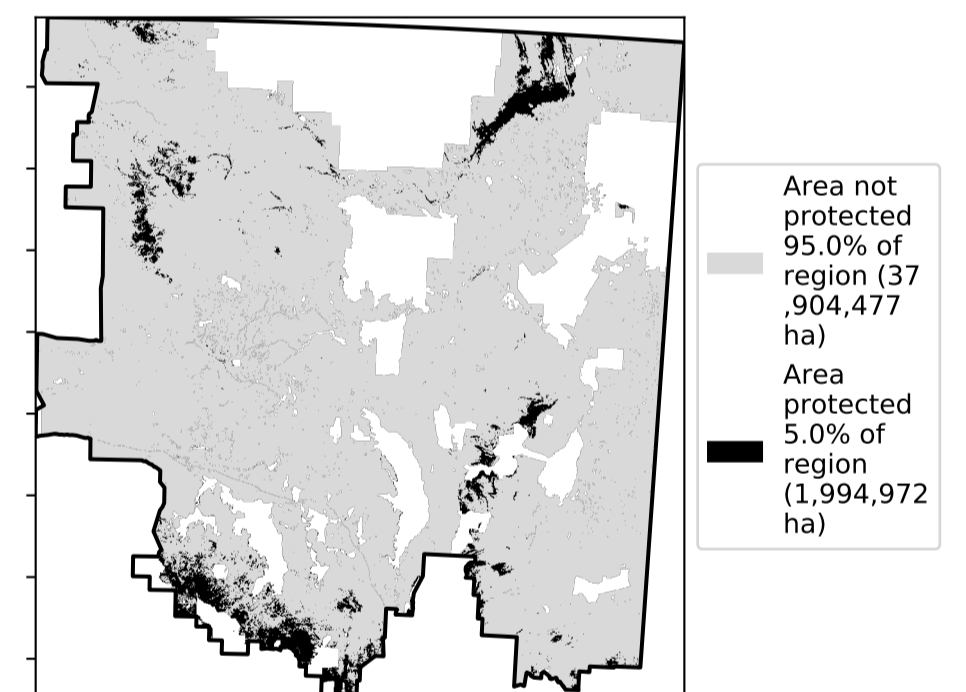 Area not
protected
95.0% of
region (37
,904,477
ha)
Area
protected
5.0% of
region
(1,994,972
ha)